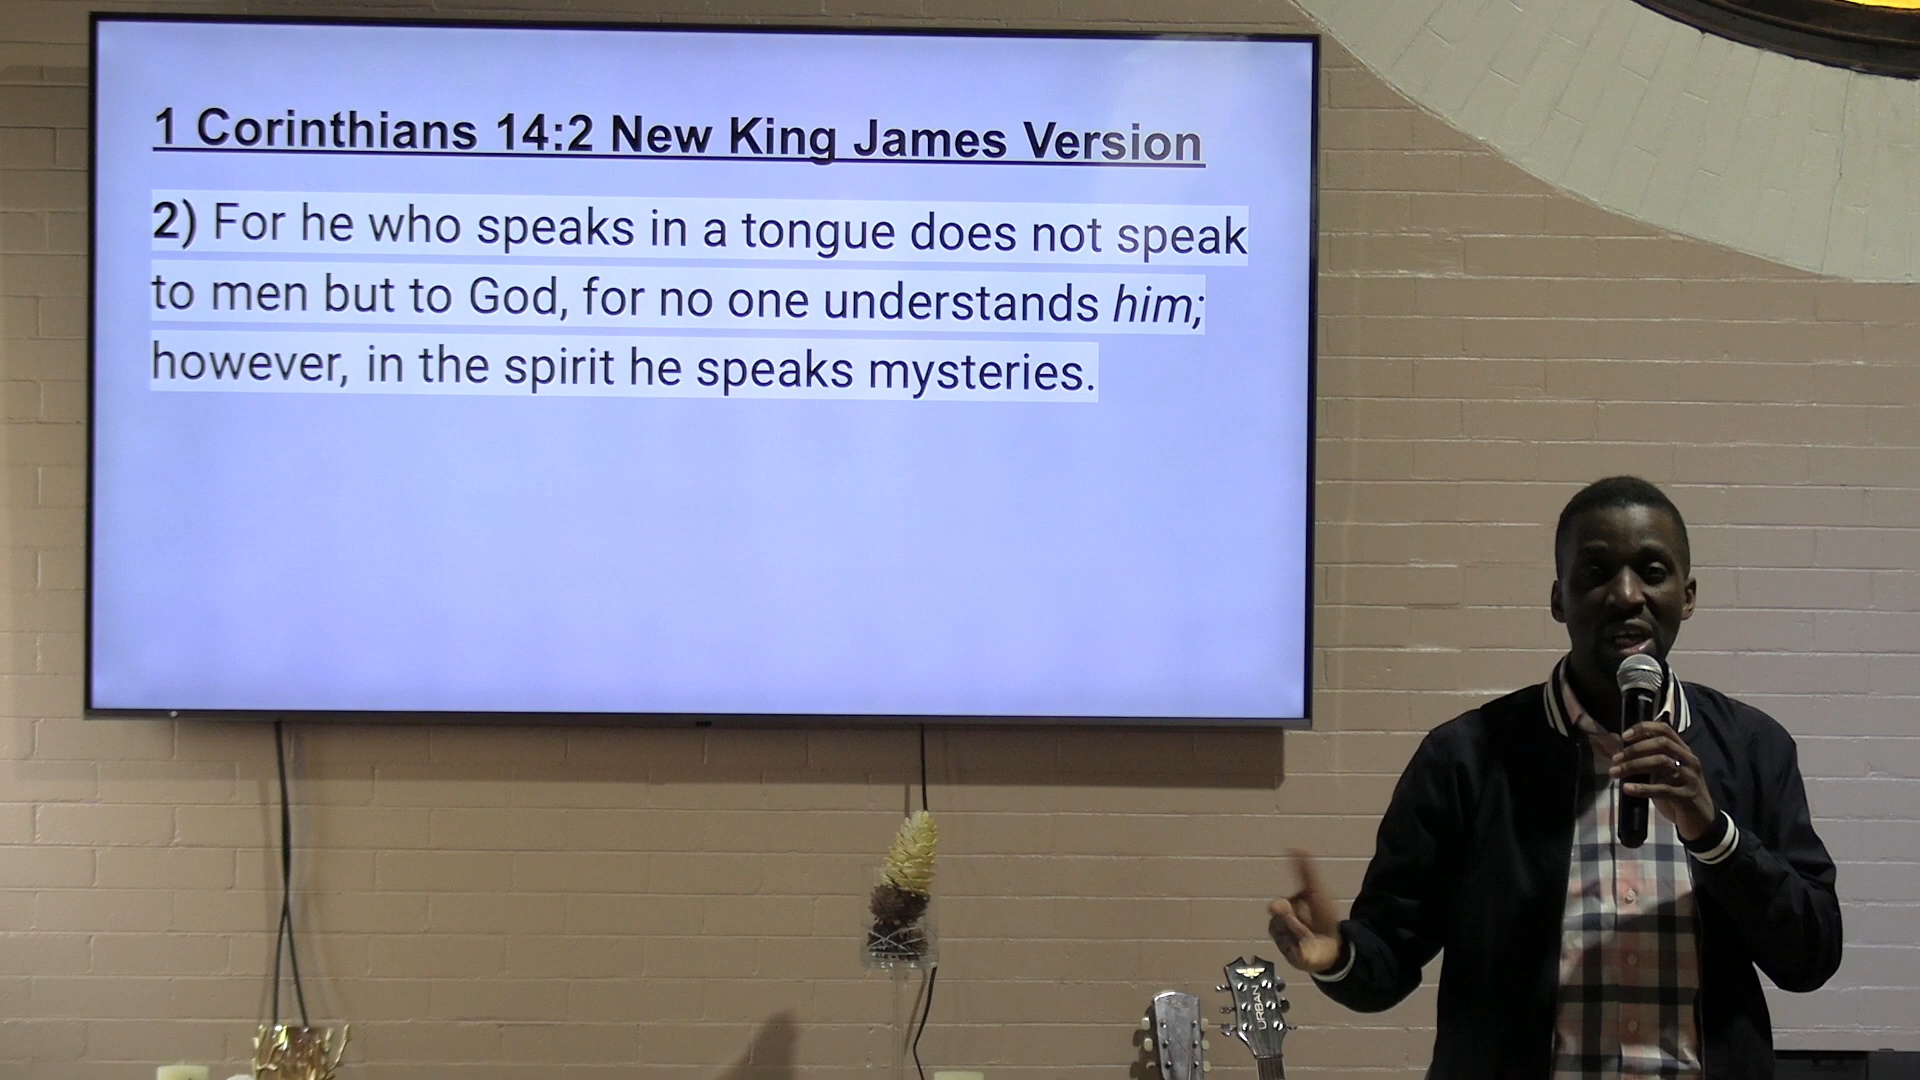 1 Corinthians 14:2 New King James Version
2) For he who speaks in a tongue does not speak
to men but to God, for no one understands him;
however, in the spirit he speaks mysteries.
URBAN